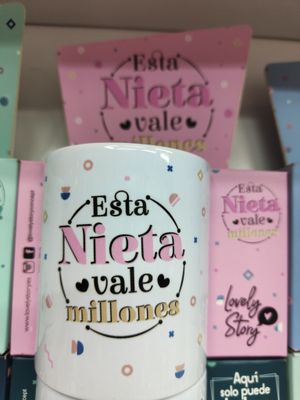 Esta
Nieta
vale
millones
Esta
Nieta
vale
millones
Esta
Nieta
vale
millones
Lovely
Story
Aquí
solo puede